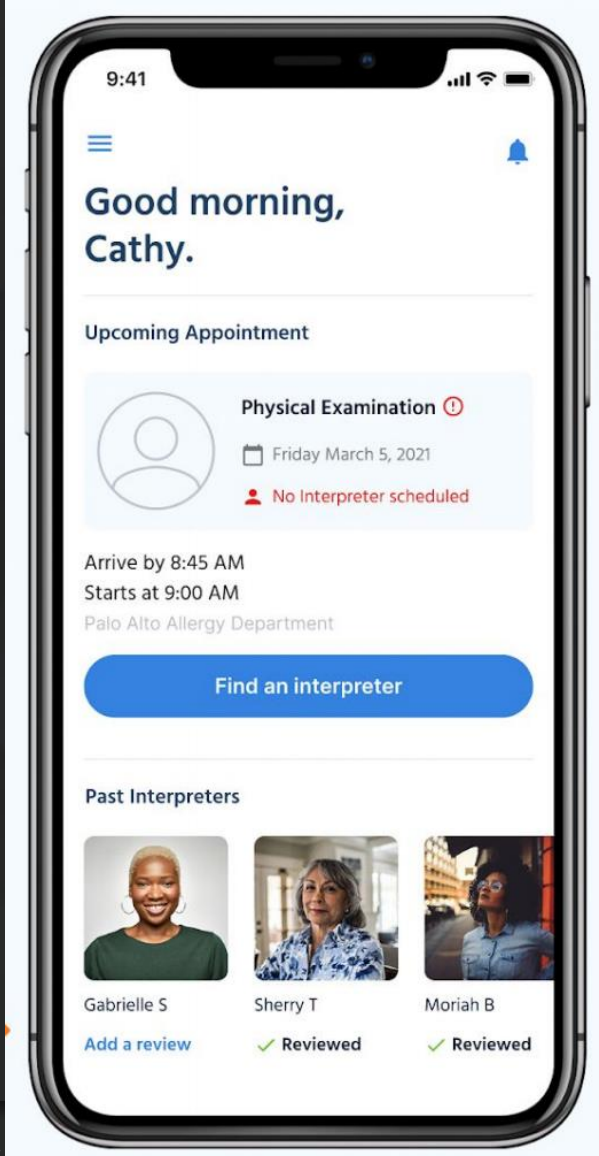 9:41
Good morning,
Cathy.
Upcoming Appointment
Physical Examination
Friday March 5, 2021
No Interpreter scheduled
Arrive by 8:45 AM
Starts at 9:00 AM
Palo Alto Allergy Department
Find an interpreter
Past Interpreters
Gabrielle S Sherry T Moriah B
Add a review Reviewed Reviewed